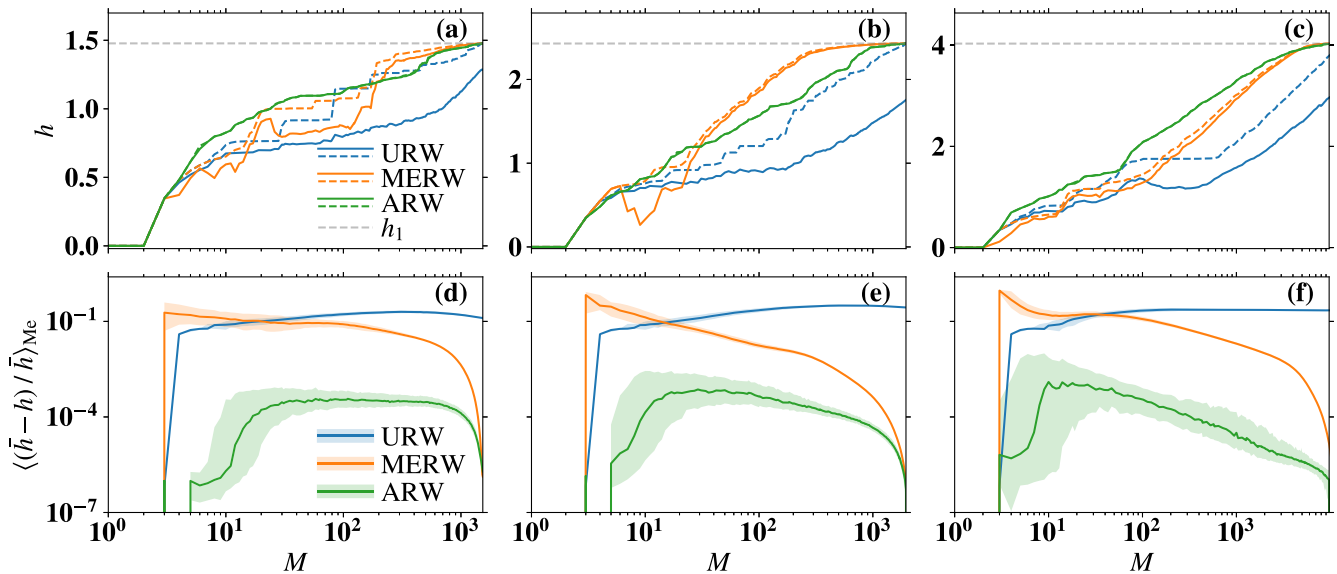 (a)
1.5
1.0
0.5
0.0
h
URW
MERW
ARW
h₁
(b)
2
1
0
(c)
4
2
0
(d)
10⁻¹
10⁻⁴
10⁻⁷
⟨(h̄ − h) / h̄⟩Me
URW
MERW
ARW
10⁰ 10¹ 10² 10³
M
(e)
10⁰ 10¹ 10² 10³
M
(f)
10⁰ 10¹ 10² 10³
M